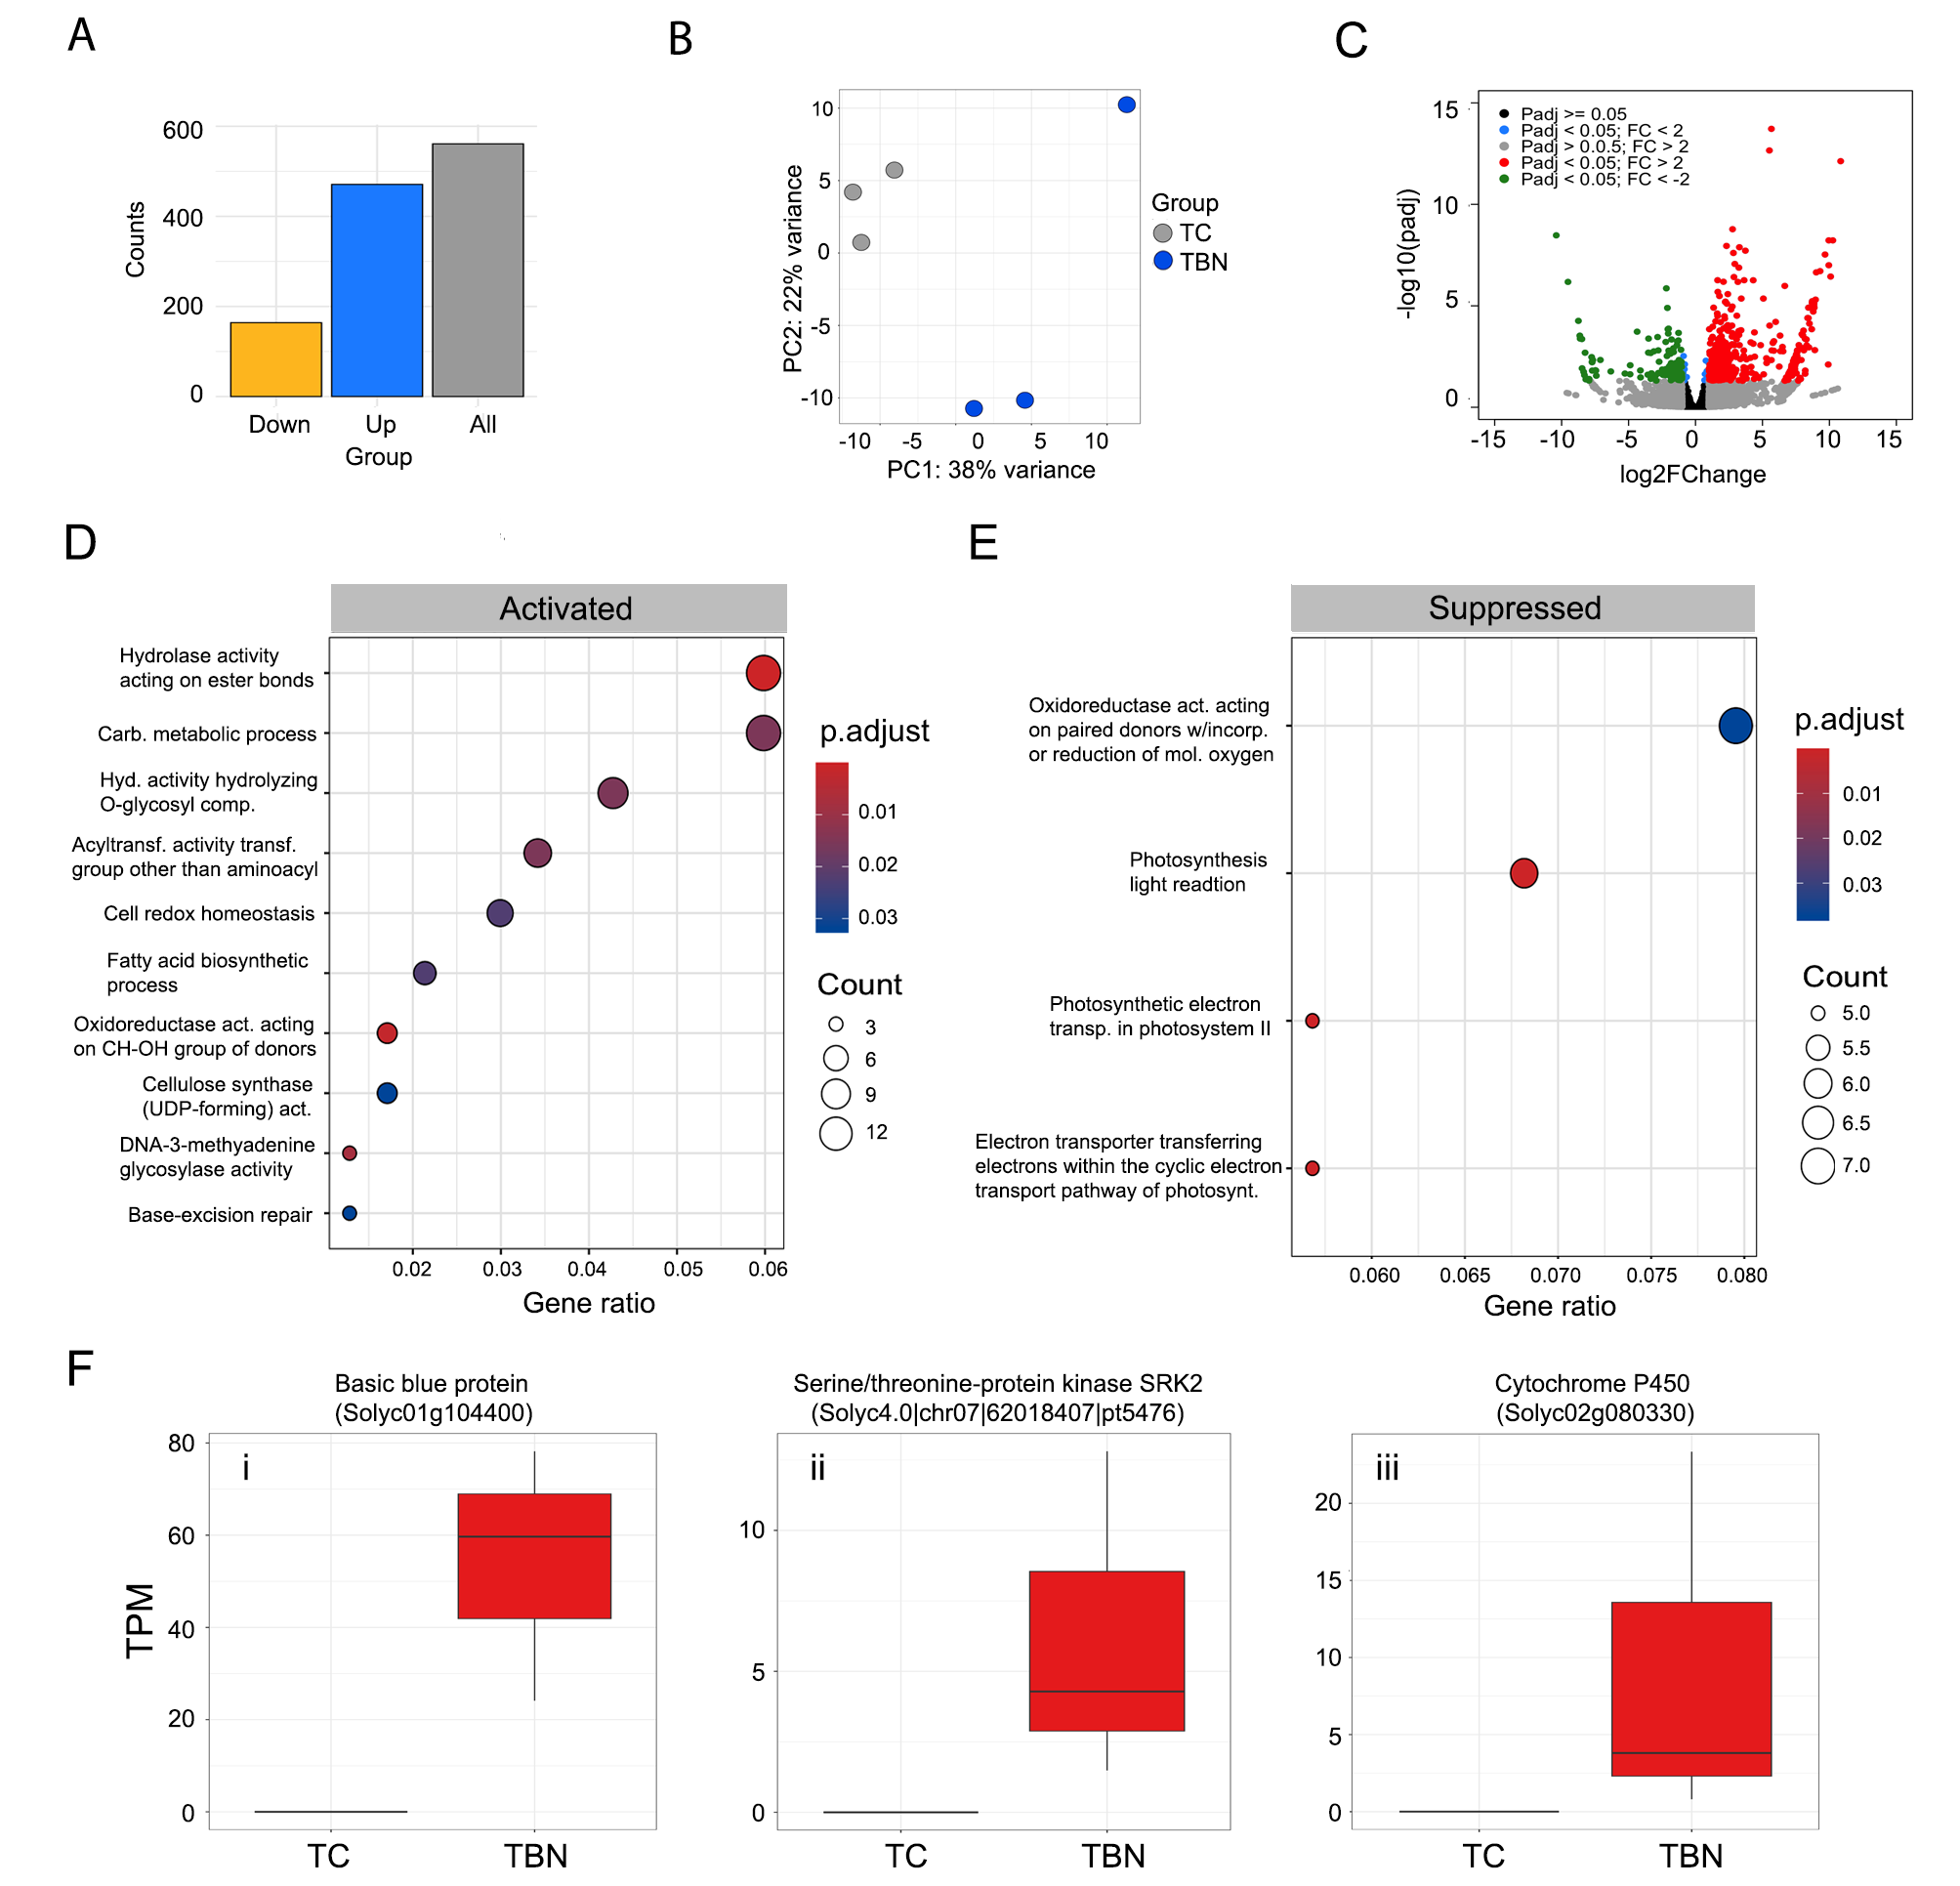 A
600
400
200
0
Counts
Down
Up
All
Group
B
10
5
0
-5
-10
PC2: 22% variance
-10
-5
0
5
10
PC1: 38% variance
Group
TC
TBN
C
15
10
5
0
-log10(padj)
Padj >= 0.05
Padj < 0.05; FC < 2
Padj > 0.0.5; FC > 2
Padj < 0.05; FC > 2
Padj < 0.05; FC < -2
-15
-10
-5
0
5
10
15
log2FChange
D
Activated
Hydrolase activity
acting on ester bonds
Carb. metabolic process
Hyd. activity hydrolyzing
O-glycosyl comp.
Acyltransf. activity transf.
group other than aminoacyl
Cell redox homeostasis
Fatty acid biosynthetic
process
Oxidoreductase act. acting
on CH-OH group of donors
Cellulose synthase
(UDP-forming) act.
DNA-3-methyadenine
glycosylase activity
Base-excision repair
0.02
0.03
0.04
0.05
0.06
Gene ratio
p.adjust
0.01
0.02
0.03
Count
3
6
9
12
E
Suppressed
Oxidoreductase act. acting
on paired donors w/incorp.
or reduction of mol. oxygen
Photosynthesis
light readtion
Photosynthetic electron
transp. in photosystem II
Electron transporter transferring
electrons within the cyclic electron
transport pathway of photosynt.
0.060
0.065
0.070
0.075
0.080
Gene ratio
p.adjust
0.01
0.02
0.03
Count
5.0
5.5
6.0
6.5
7.0
F
Basic blue protein
(Solyc01g104400)
i
80
60
40
20
0
TPM
TC
TBN
Serine/threonine-protein kinase SRK2
(Solyc4.0|chr07|62018407|pt5476)
ii
10
5
0
TC
TBN
Cytochrome P450
(Solyc02g080330)
iii
20
15
10
5
0
TC
TBN